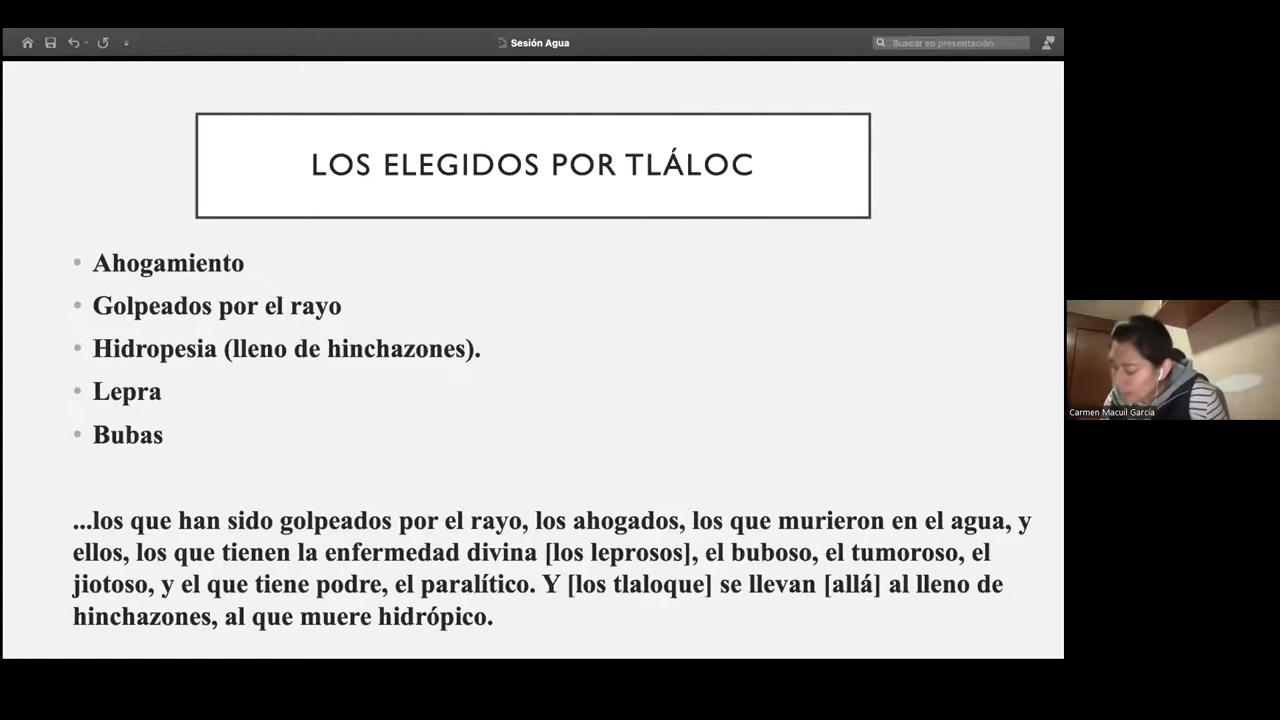 Sesión Agua
Buscar en presentación
LOS ELEGIDOS POR TLÁLOC
• Ahogamiento
• Golpeados por el rayo
• Hidropesia (lleno de hinchazones).
• Lepra
• Bubas
...los que han sido golpeados por el rayo, los ahogados, los que murieron en el agua, y
ellos, los que tienen la enfermedad divina [los leprosos], el buboso, el tumoroso, el
jiotoso, y el que tiene podre, el paralítico. Y [los tlaloque] se llevan [allá] al lleno de
hinchazones, al que muere hidrópico.
Carmen Macuil García